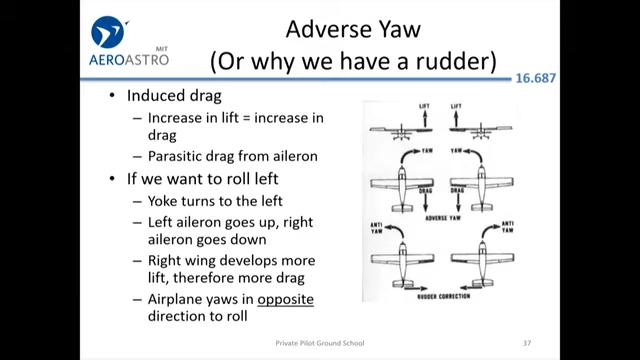 Adverse Yaw
(Or why we have a rudder)
MIT
AEROASTRO
16.687
• Induced drag
– Increase in lift = increase in
drag
– Parasitic drag from aileron
• If we want to roll left
– Yoke turns to the left
– Left aileron goes up, right
aileron goes down
– Right wing develops more
lift, therefore more drag
– Airplane yaws in opposite
direction to roll
LIFT LIFT
YAW YAW
DRAG DRAG
ADVERSE YAW
ANTI
YAW
ANTI
YAW
RUDDER CORRECTION
Private Pilot Ground School
37